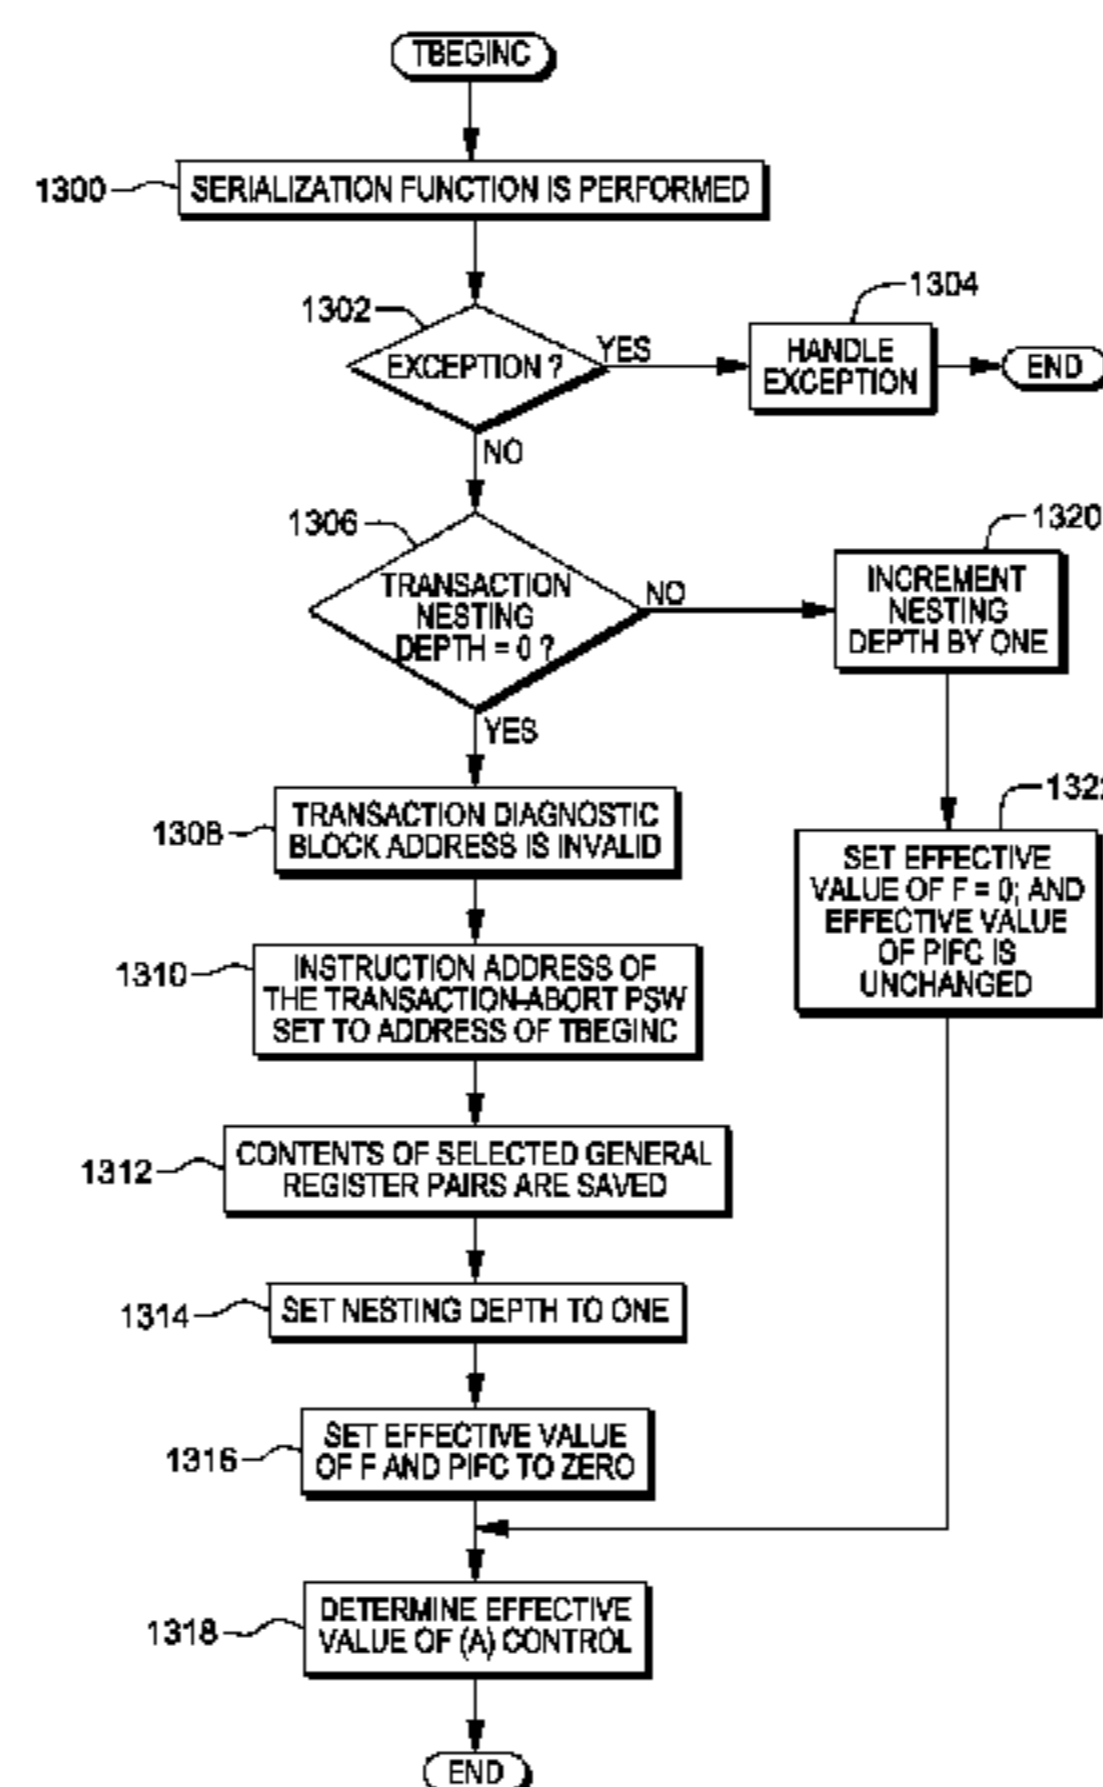 TBEGINC
1300
SERIALIZATION FUNCTION IS PERFORMED
1302
EXCEPTION ?
YES
1304
HANDLE
EXCEPTION
END
NO
1306
TRANSACTION
NESTING
DEPTH = 0 ?
NO
1320
INCREMENT
NESTING
DEPTH BY ONE
YES
1308
TRANSACTION DIAGNOSTIC
BLOCK ADDRESS IS INVALID
1322
SET EFFECTIVE
VALUE OF F = 0; AND
EFFECTIVE VALUE
OF PIFC IS
UNCHANGED
1310
INSTRUCTION ADDRESS OF
THE TRANSACTION-ABORT PSW
SET TO ADDRESS OF TBEGINC
1312
CONTENTS OF SELECTED GENERAL
REGISTER PAIRS ARE SAVED
1314
SET NESTING DEPTH TO ONE
1316
SET EFFECTIVE VALUE
OF F AND PIFC TO ZERO
1318
DETERMINE EFFECTIVE
VALUE OF (A) CONTROL
END